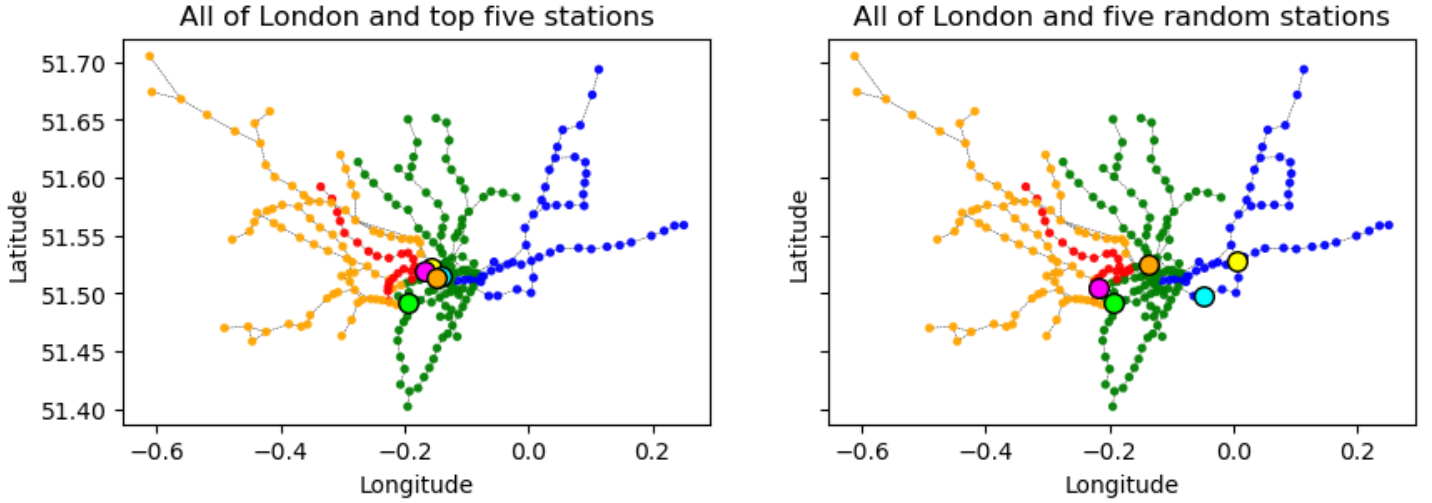 All of London and top five stations
All of London and five random stations
51.70
51.65
51.60
51.55
51.50
51.45
51.40
Latitude
Latitude
−0.6 −0.4 −0.2 0.0 0.2
−0.6 −0.4 −0.2 0.0 0.2
Longitude
Longitude